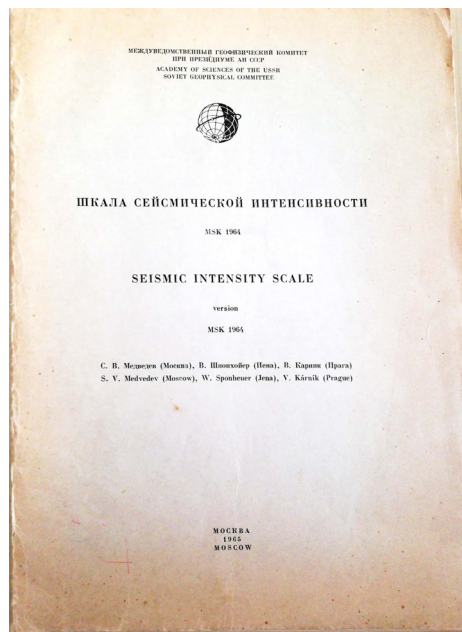 МЕЖДУВЕДОМСТВЕННЫЙ ГЕОФИЗИЧЕСКИЙ КОМИТЕТ
ПРИ ПРЕЗИДИУМЕ АН СССР
ACADEMY OF SCIENCES OF THE USSR
SOVIET GEOPHYSICAL COMMITTEE
ШКАЛА СЕЙСМИЧЕСКОЙ ИНТЕНСИВНОСТИ
MSK 1964
SEISMIC INTENSITY SCALE
version
MSK 1964
С. В. Медведев (Москва), В. Шпонхойер (Иена), В. Карник (Прага)
S. V. Medvedev (Moscow), W. Sponheuer (Jena), V. Kárník (Prague)
МОСКВА
1965
MOSCOW